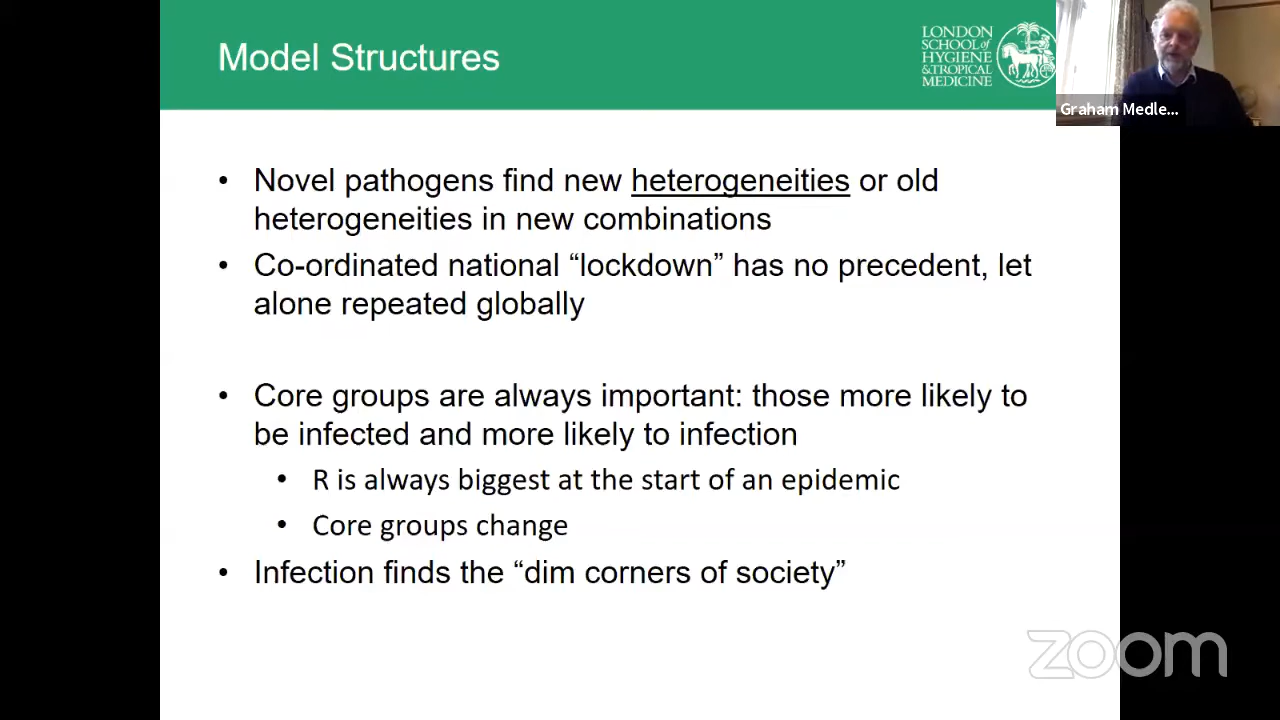 Model Structures
LONDON
SCHOOL of
HYGIENE
& TROPICAL
MEDICINE
Graham Medle...
• Novel pathogens find new heterogeneities or old
heterogeneities in new combinations
• Co-ordinated national “lockdown” has no precedent, let
alone repeated globally
• Core groups are always important: those more likely to
be infected and more likely to infection
• R is always biggest at the start of an epidemic
• Core groups change
• Infection finds the “dim corners of society”
zoom